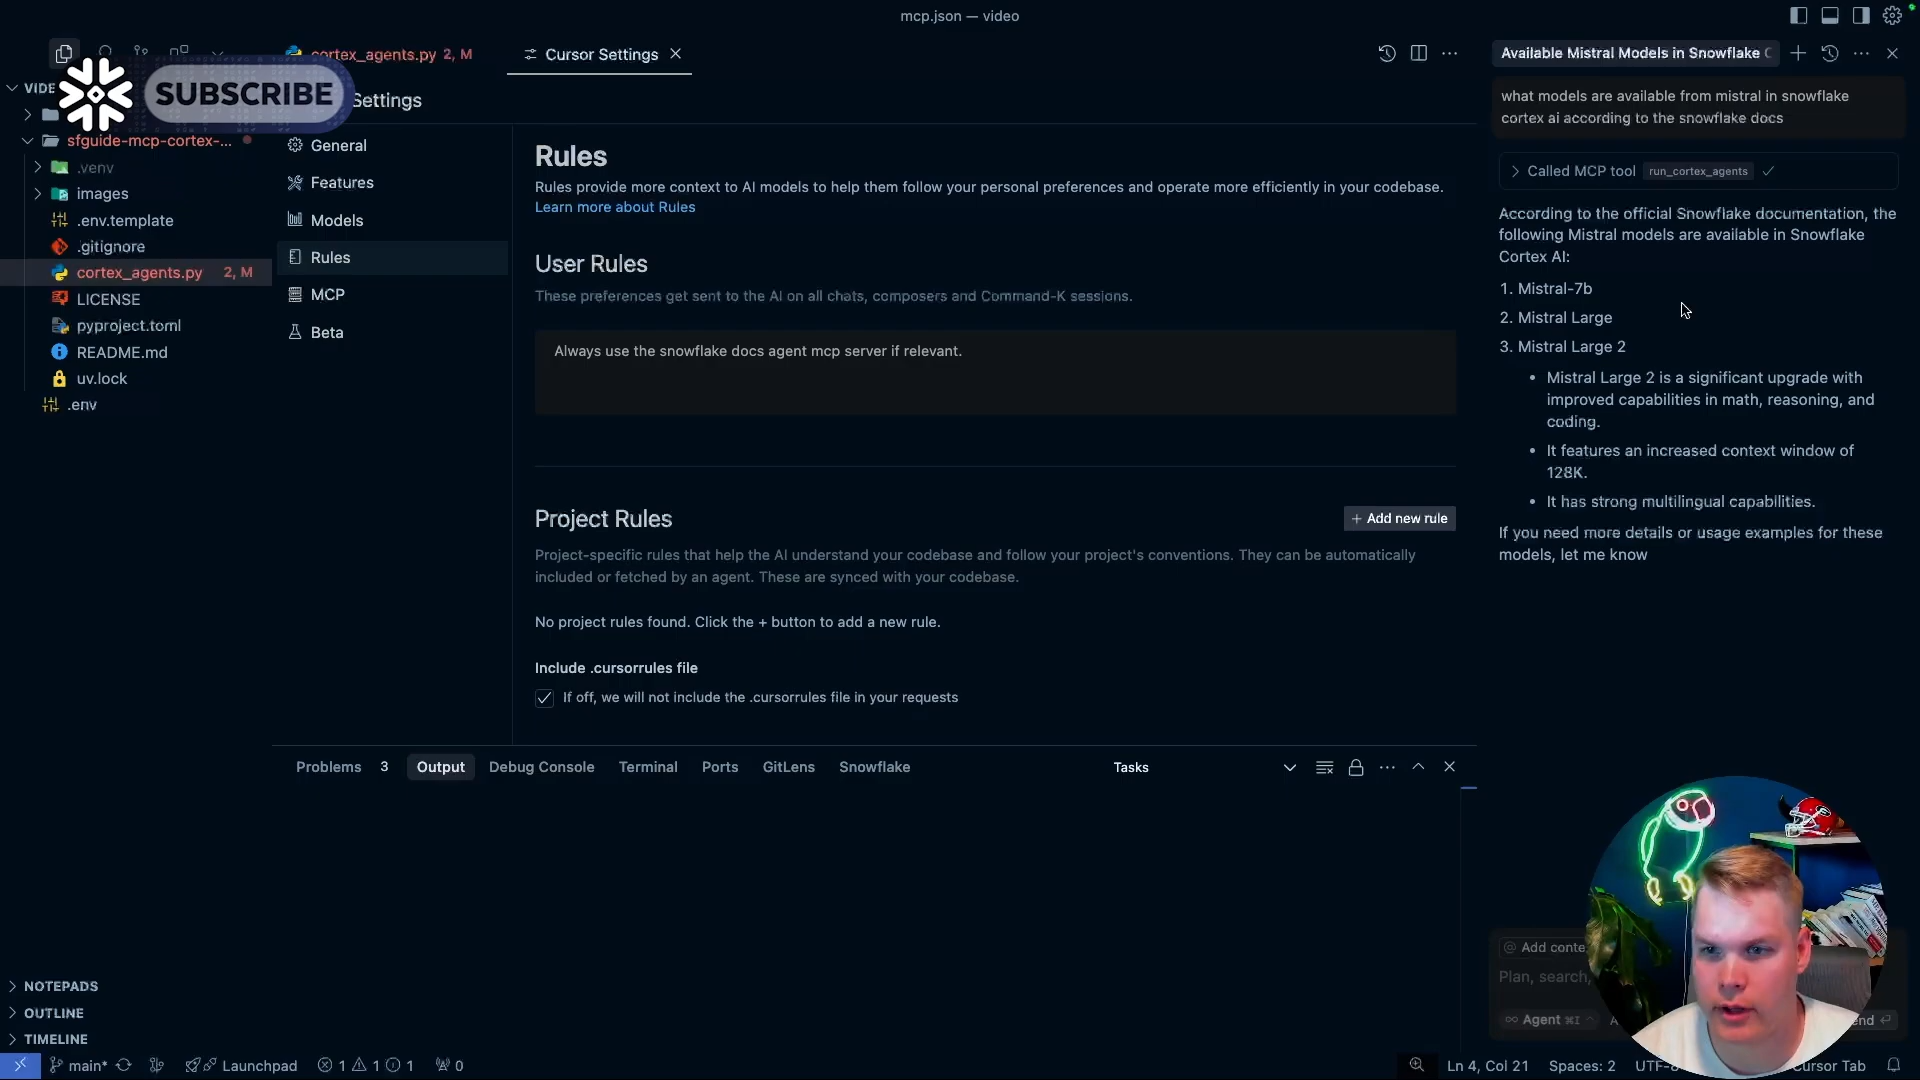 mcp.json — video
SUBSCRIBE
cortex_agents.py 2, M
Cursor Settings
Settings
sfguide-mcp-cortex-...
.venv
images
.env.template
.gitignore
cortex_agents.py 2, M
LICENSE
pyproject.toml
README.md
uv.lock
.env
NOTEPADS
OUTLINE
TIMELINE
General
Features
Models
Rules
MCP
Beta
Rules
Rules provide more context to AI models to help them follow your personal preferences and operate more efficiently in your codebase.
Learn more about Rules
User Rules
These preferences get sent to the AI on all chats, composers and Command-K sessions.
Always use the snowflake docs agent mcp server if relevant.
Project Rules
+ Add new rule
Project-specific rules that help the AI understand your codebase and follow your project's conventions. They can be automatically
included or fetched by an agent. These are synced with your codebase.
No project rules found. Click the + button to add a new rule.
Include .cursorrules file
If off, we will not include the .cursorrules file in your requests
Problems 3 Output Debug Console Terminal Ports GitLens Snowflake
Tasks
Available Mistral Models in Snowflake
what models are available from mistral in snowflake
cortex ai according to the snowflake docs
Called MCP tool run_cortex_agents
According to the official Snowflake documentation, the
following Mistral models are available in Snowflake
Cortex AI:
1. Mistral-7b
2. Mistral Large
3. Mistral Large 2
• Mistral Large 2 is a significant upgrade with
improved capabilities in math, reasoning, and
coding.
• It features an increased context window of
128K.
• It has strong multilingual capabilities.
If you need more details or usage examples for these
models, let me know
@ Add conte
Plan, search,
∞ Agent ⌘I
main* Launchpad 1 1 1 0
Ln 4, Col 21 Spaces: 2 UTF-8 Cursor Tab